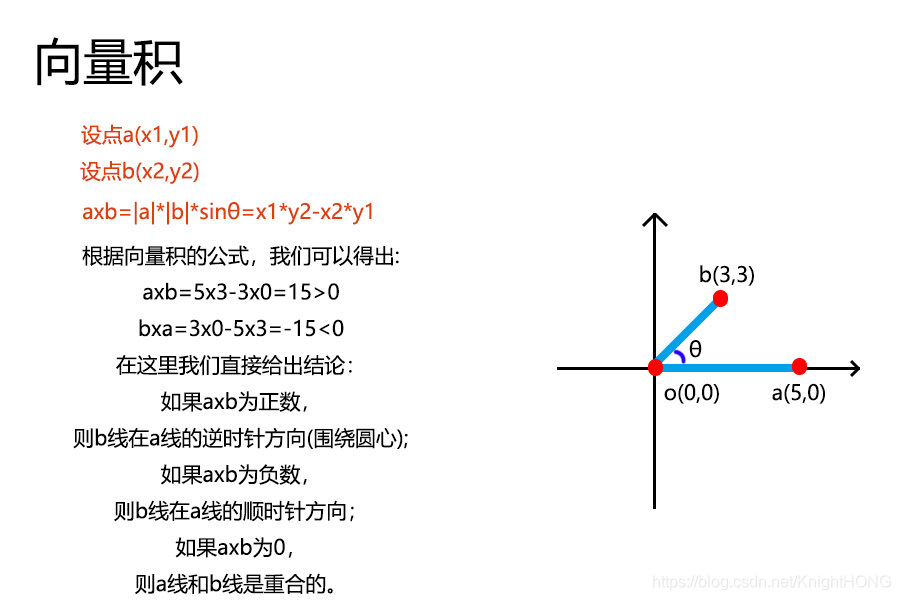 向量积
设点a(x1,y1)
设点b(x2,y2)
axb=|a|*|b|*sinθ=x1*y2-x2*y1
根据向量积的公式，我们可以得出:
axb=5x3-3x0=15>0
bxa=3x0-5x3=-15<0
在这里我们直接给出结论：
如果axb为正数，
则b线在a线的逆时针方向(围绕圆心);
如果axb为负数，
则b线在a线的顺时针方向；
如果axb为0，
则a线和b线是重合的。
b(3,3)
θ
o(0,0)
a(5,0)
https://blog.csdn.net/KnightHONG